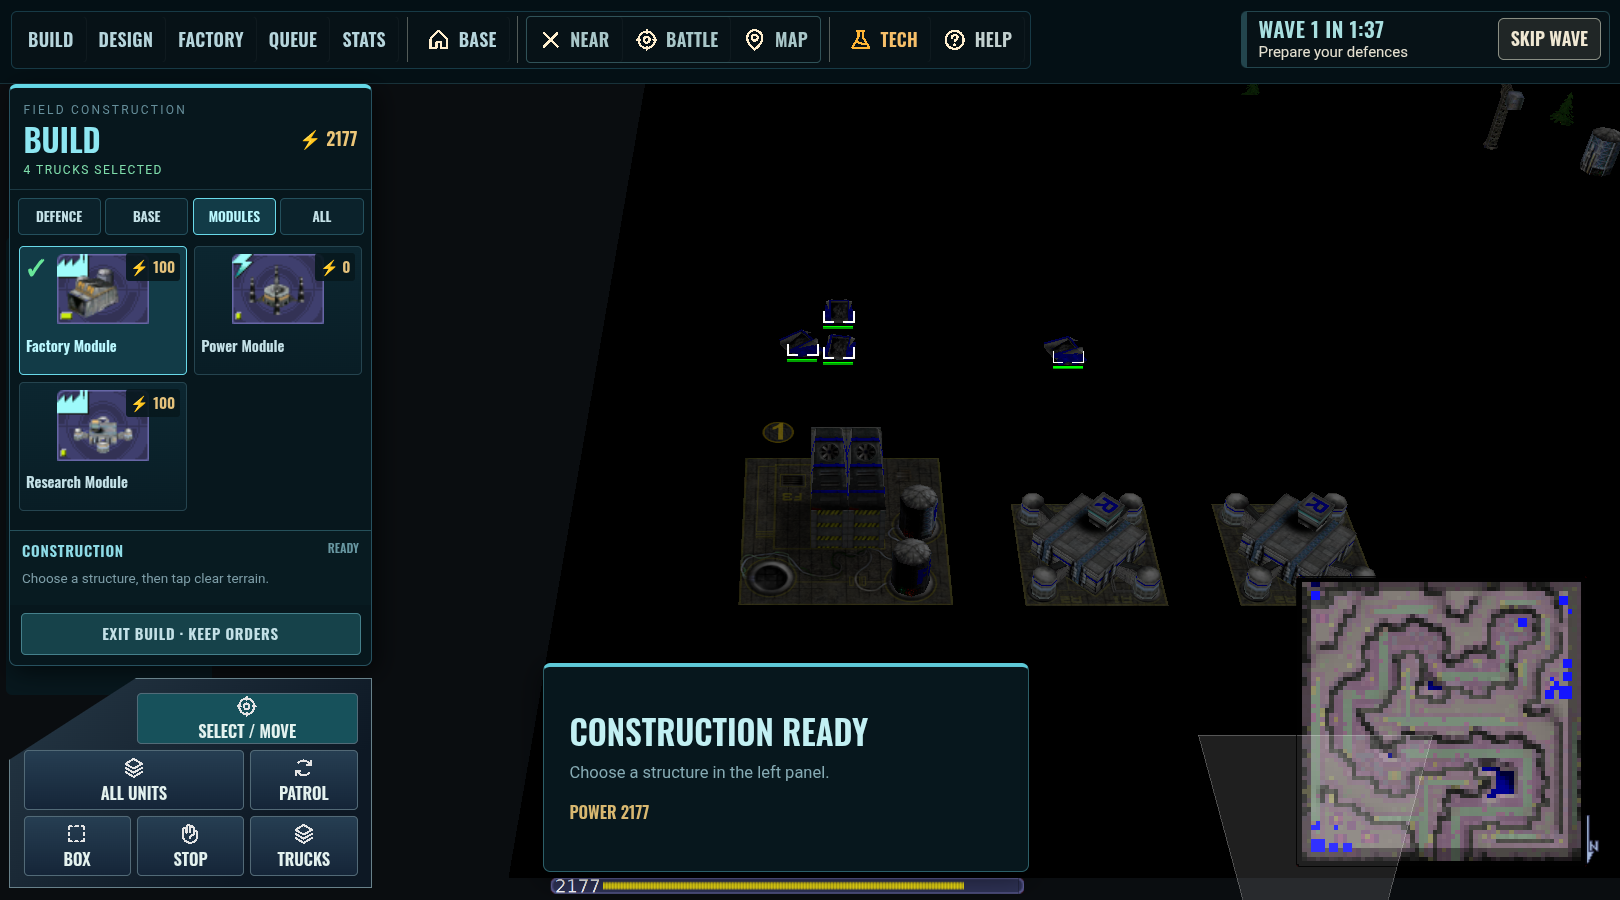 BUILD DESIGN FACTORY QUEUE STATS BASE NEAR BATTLE MAP TECH HELP
WAVE 1 IN 1:37
Prepare your defences
SKIP WAVE
FIELD CONSTRUCTION
BUILD
2177
4 TRUCKS SELECTED
DEFENCE BASE MODULES ALL
100
Factory Module
0
Power Module
100
Research Module
CONSTRUCTION
READY
Choose a structure, then tap clear terrain.
EXIT BUILD · KEEP ORDERS
SELECT / MOVE
ALL UNITS
PATROL
BOX
STOP
TRUCKS
1
R
R
CONSTRUCTION READY
Choose a structure in the left panel.
POWER 2177
2177
N